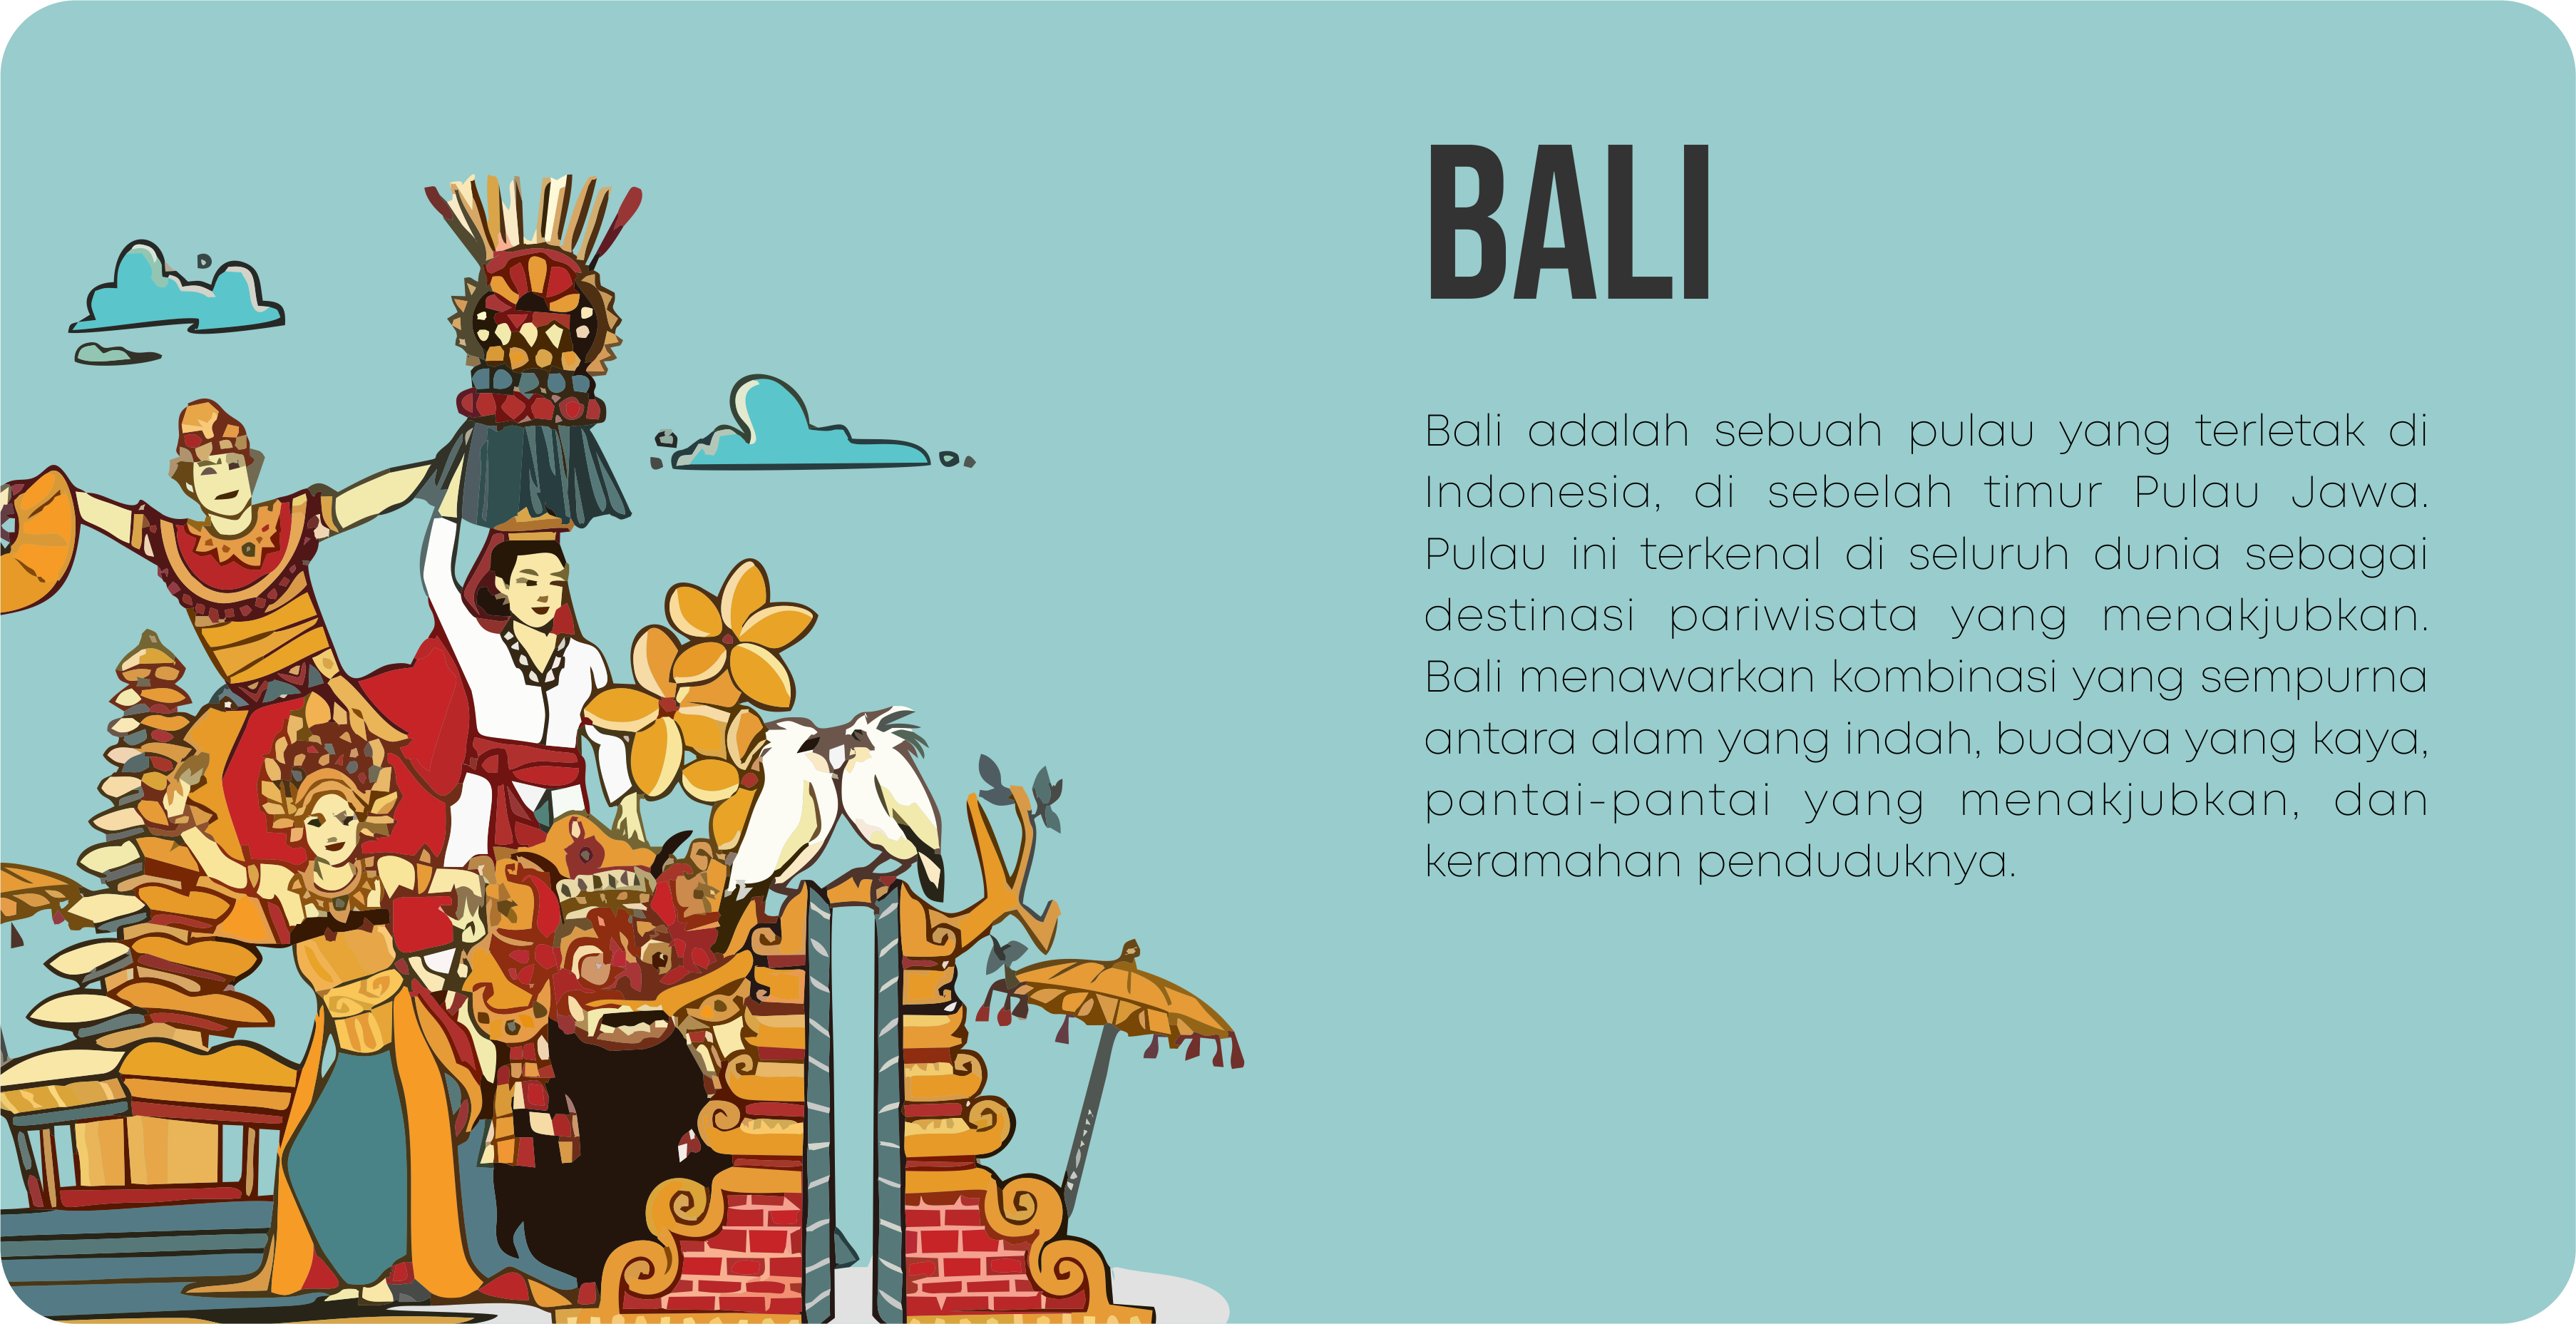 BALI
Bali adalah sebuah pulau yang terletak di
Indonesia, di sebelah timur Pulau Jawa.
Pulau ini terkenal di seluruh dunia sebagai
destinasi pariwisata yang menakjubkan.
Bali menawarkan kombinasi yang sempurna
antara alam yang indah, budaya yang kaya,
pantai-pantai yang menakjubkan, dan
keramahan penduduknya.